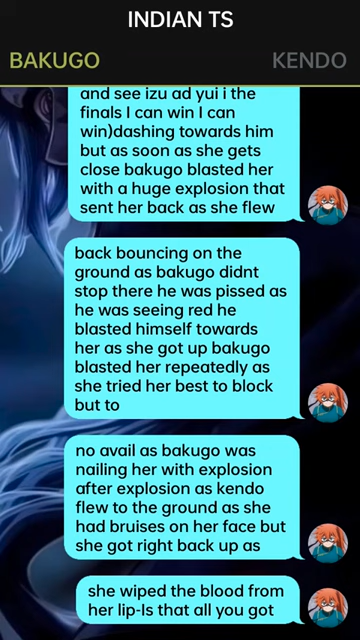 INDIAN TS
BAKUGO KENDO
and see izu ad yui i the
finals I can win I can
win)dashing towards him
but as soon as she gets
close bakugo blasted her
with a huge explosion that
sent her back as she flew
back bouncing on the
ground as bakugo didnt
stop there he was pissed as
he was seeing red he
blasted himself towards
her as she got up bakugo
blasted her repeatedly as
she tried her best to block
but to
no avail as bakugo was
nailing her with explosion
after explosion as kendo
flew to the ground as she
had bruises on her face but
she got right back up as
she wiped the blood from
her lip-Is that all you got